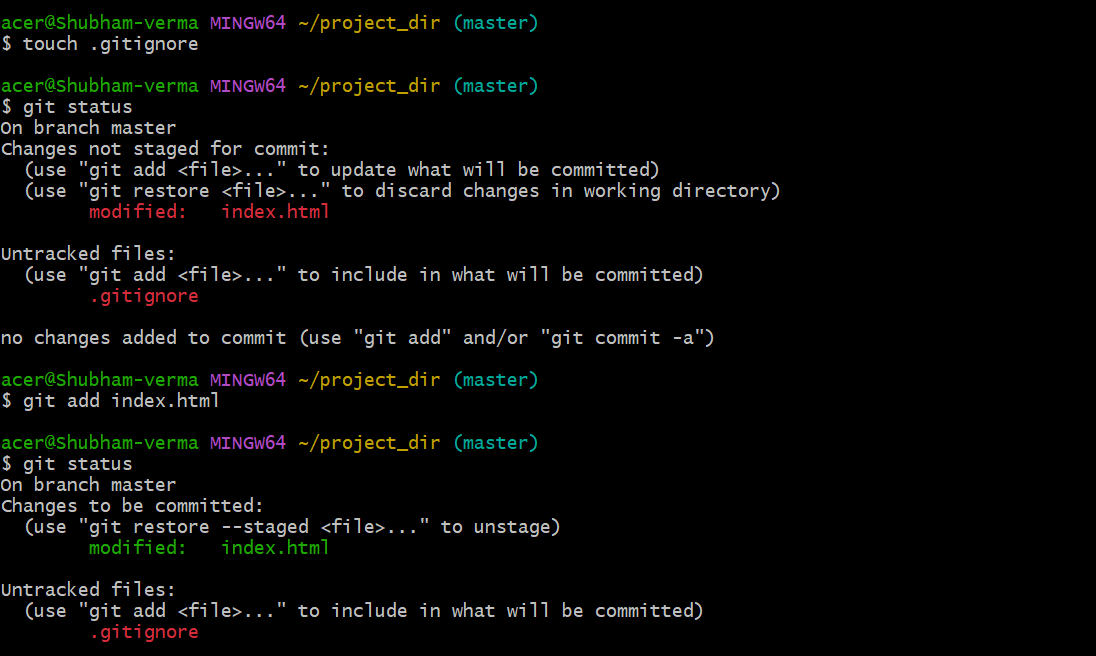 acer@Shubham-verma MINGW64 ~/project_dir (master)
$ touch .gitignore
acer@Shubham-verma MINGW64 ~/project_dir (master)
$ git status
On branch master
Changes not staged for commit:
  (use "git add <file>..." to update what will be committed)
  (use "git restore <file>..." to discard changes in working directory)
        modified:   index.html
Untracked files:
  (use "git add <file>..." to include in what will be committed)
        .gitignore
no changes added to commit (use "git add" and/or "git commit -a")
acer@Shubham-verma MINGW64 ~/project_dir (master)
$ git add index.html
acer@Shubham-verma MINGW64 ~/project_dir (master)
$ git status
On branch master
Changes to be committed:
  (use "git restore --staged <file>..." to unstage)
        modified:   index.html
Untracked files:
  (use "git add <file>..." to include in what will be committed)
        .gitignore